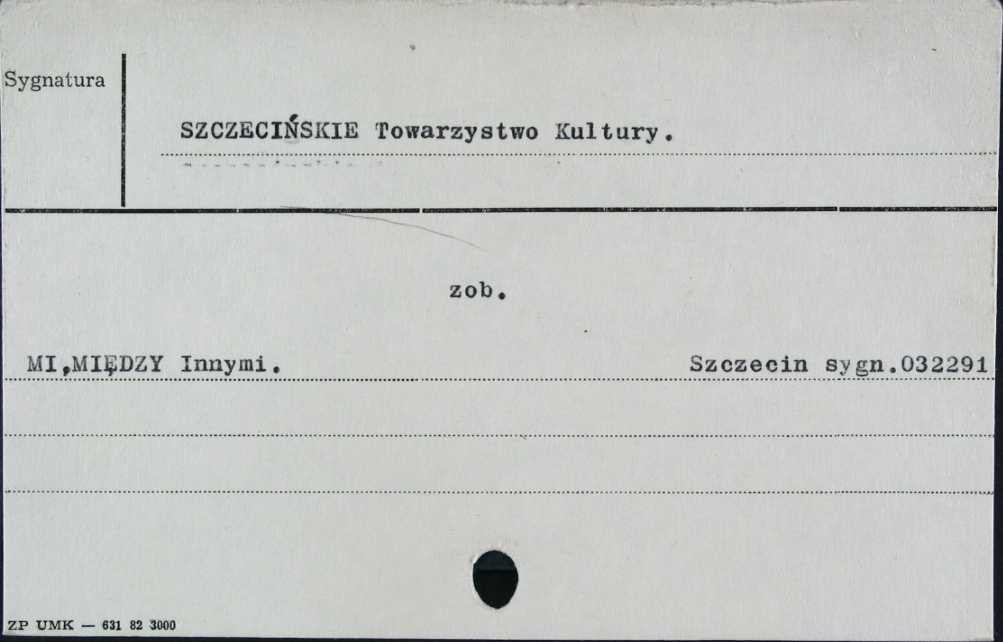 Sygnatura
SZCZECIŃSKIE Towarzystwo Kultury.
zob.
MI,MIĘDZY Innymi. Szczecin sygn.032291
ZP UMK — 631 82 3000